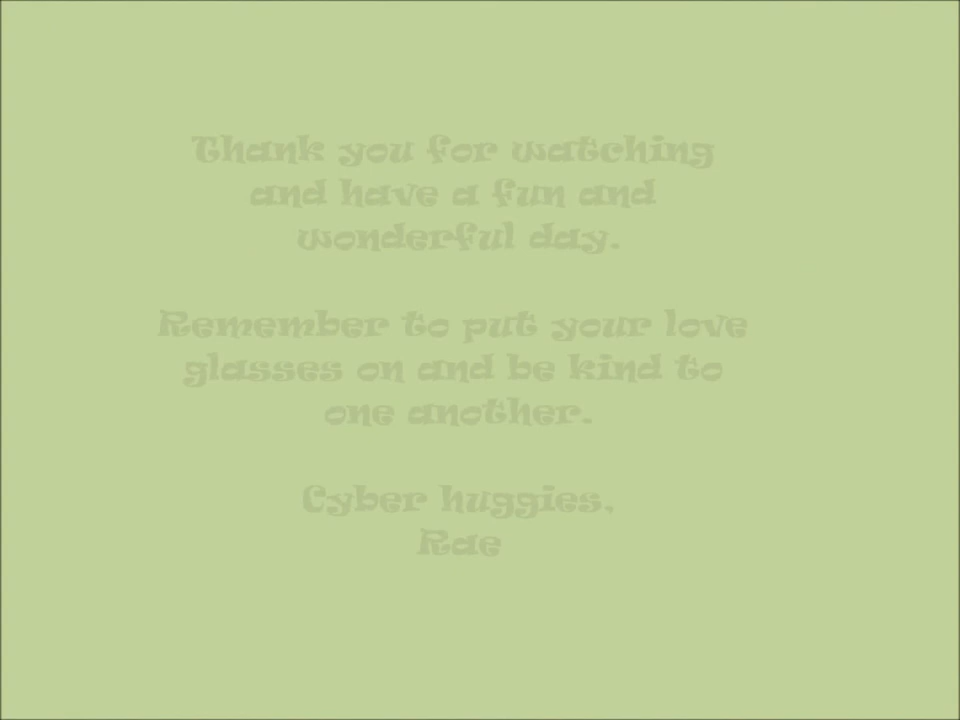 Thank you for watching
and have a fun and
wonderful day.
Remember to put your love
glasses on and be kind to
one another.
Cyber huggies,
Rae